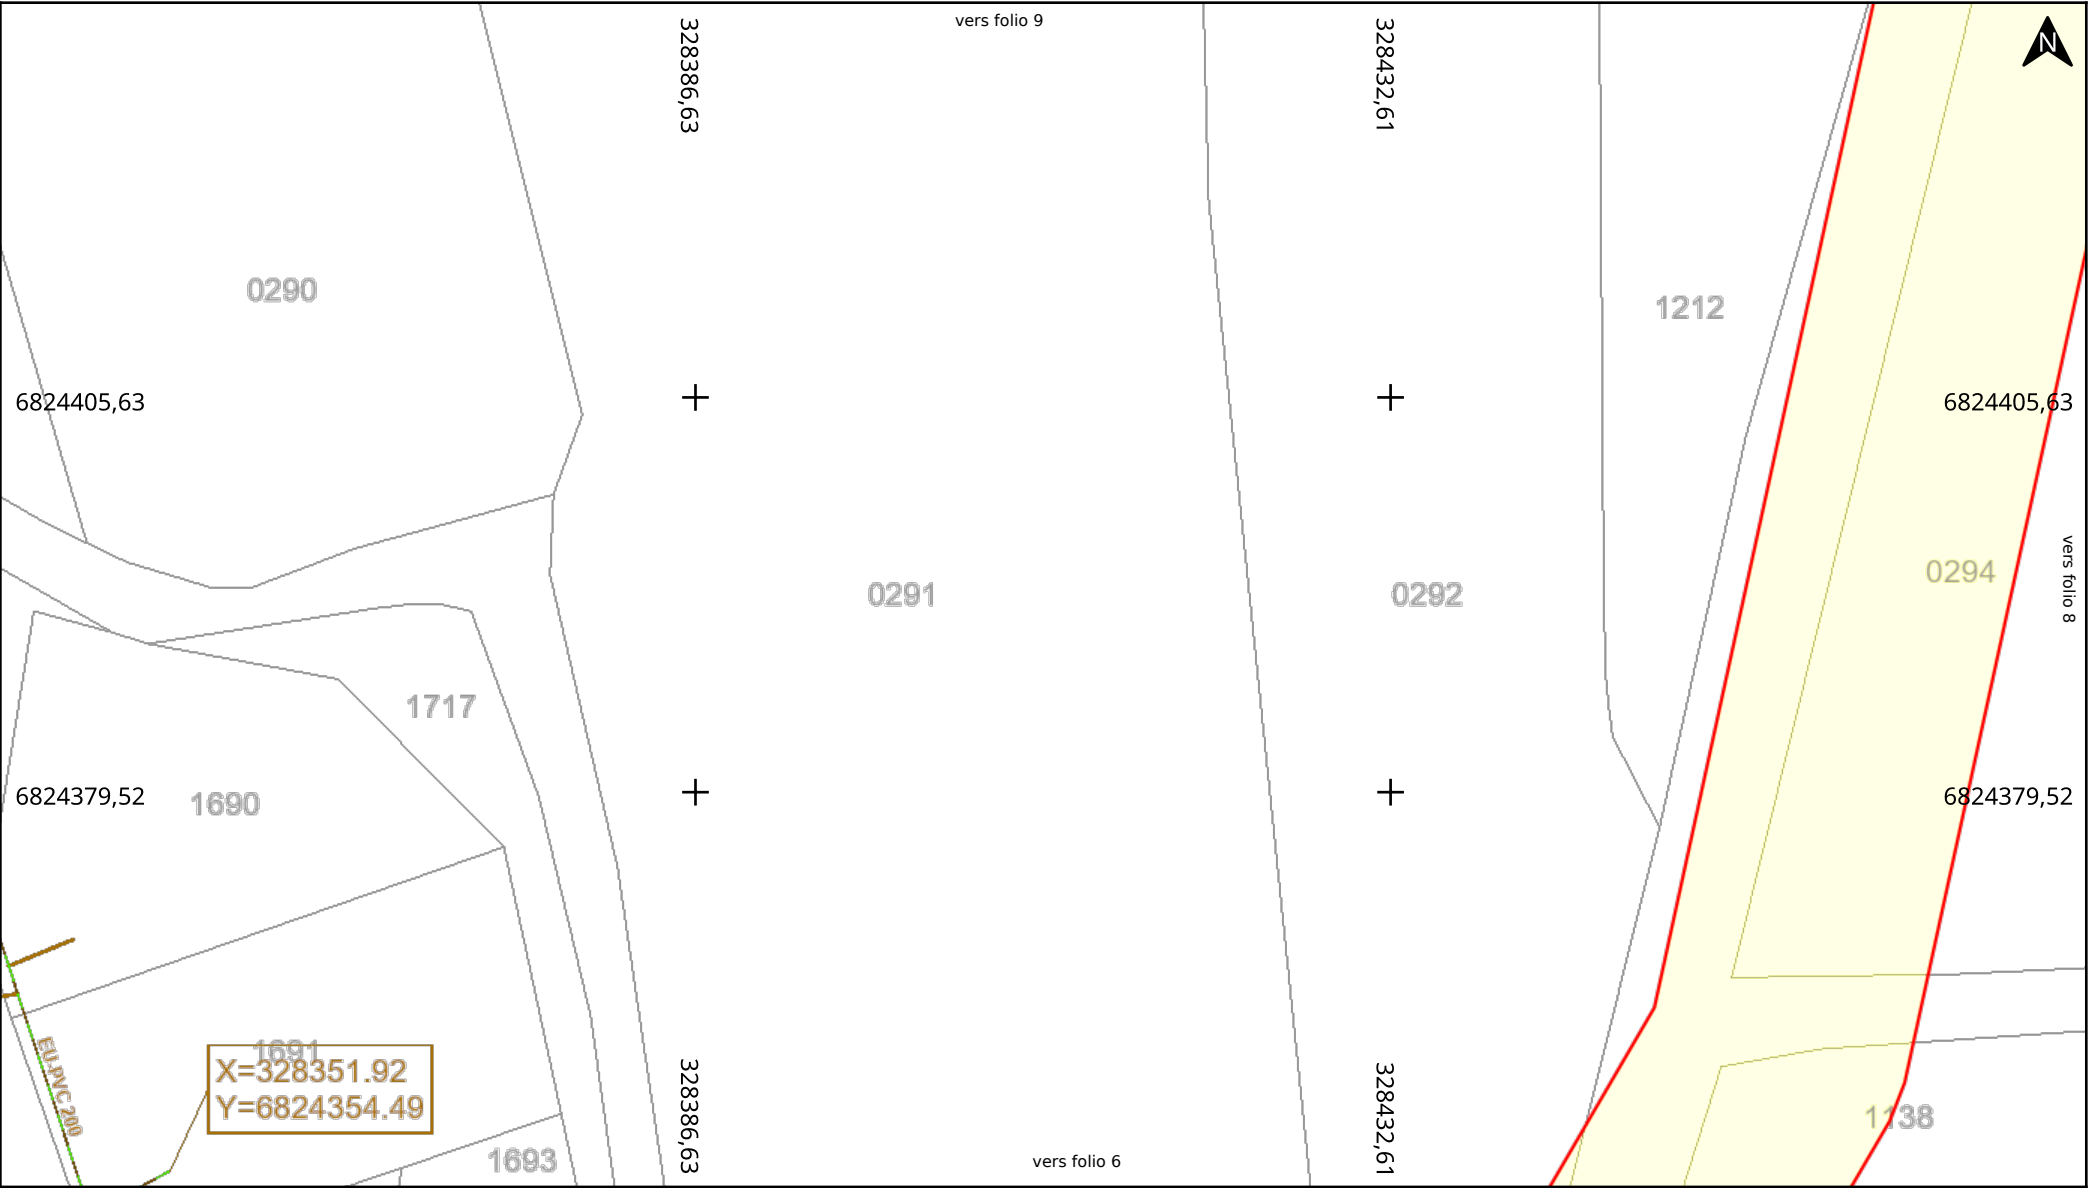 vers folio 9
328386,63
328432,61
N
0290
1212
6824405,63
6824405,63
0294
vers folio 8
0291
0292
1717
6824379,52
1690
6824379,52
EU.PVC 200
1691
X=328351.92
Y=6824354.49
328386,63
328432,61
1138
1693
vers folio 6